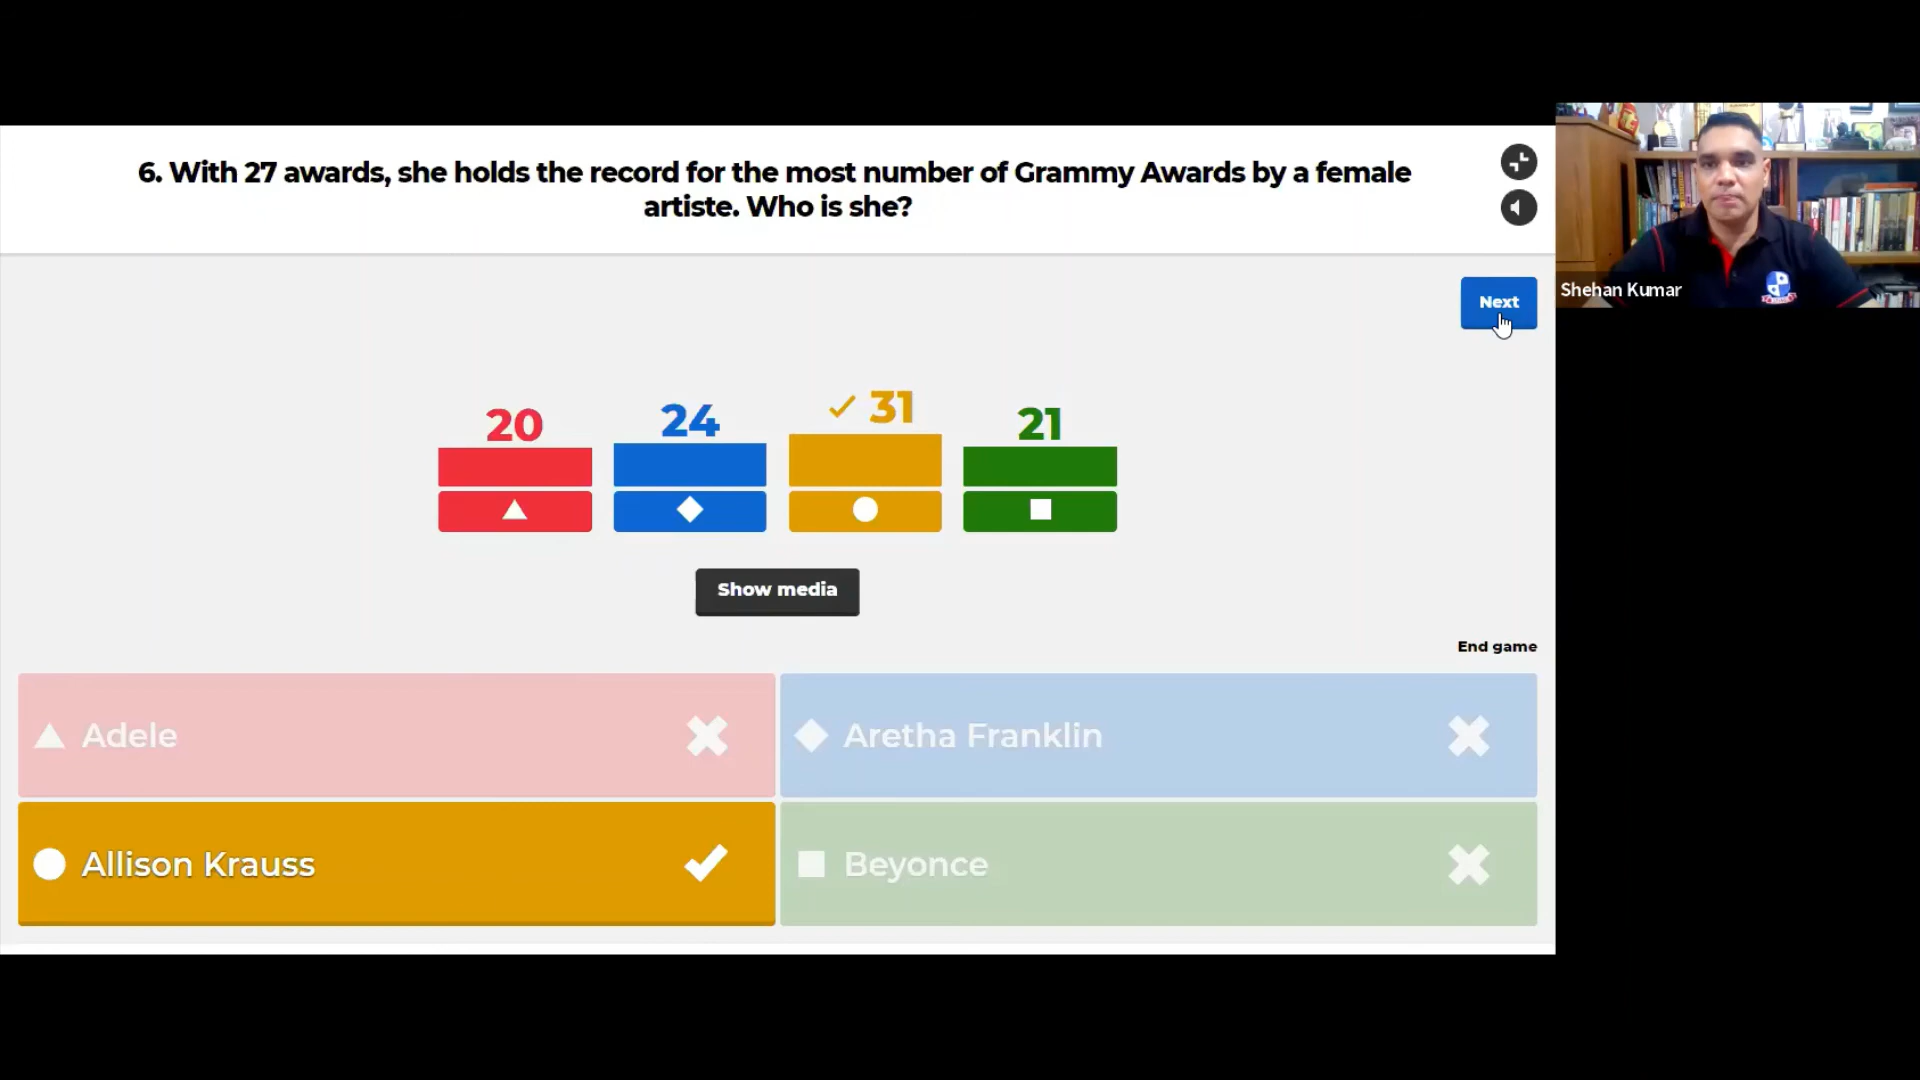 6. With 27 awards, she holds the record for the most number of Grammy Awards by a female
artiste. Who is she?
Next
Shehan Kumar
20
24
31
21
Show media
End game
Adele
Aretha Franklin
Allison Krauss
Beyonce